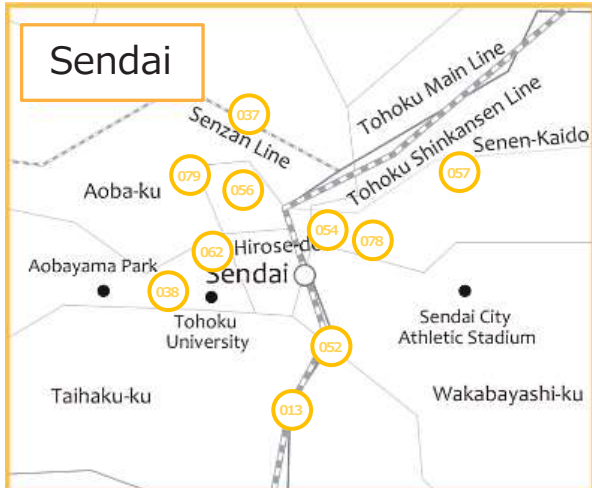 Sendai
Tohoku Main Line
037
Senzan Line
Tohoku Shinkansen Line
Senen-Kaido
079
056
057
Aoba-ku
054
078
062
Hirose-do
Sendai
Aobayama Park
038
Tohoku
University
Sendai City
Athletic Stadium
052
Taihaku-ku
Wakabayashi-ku
013